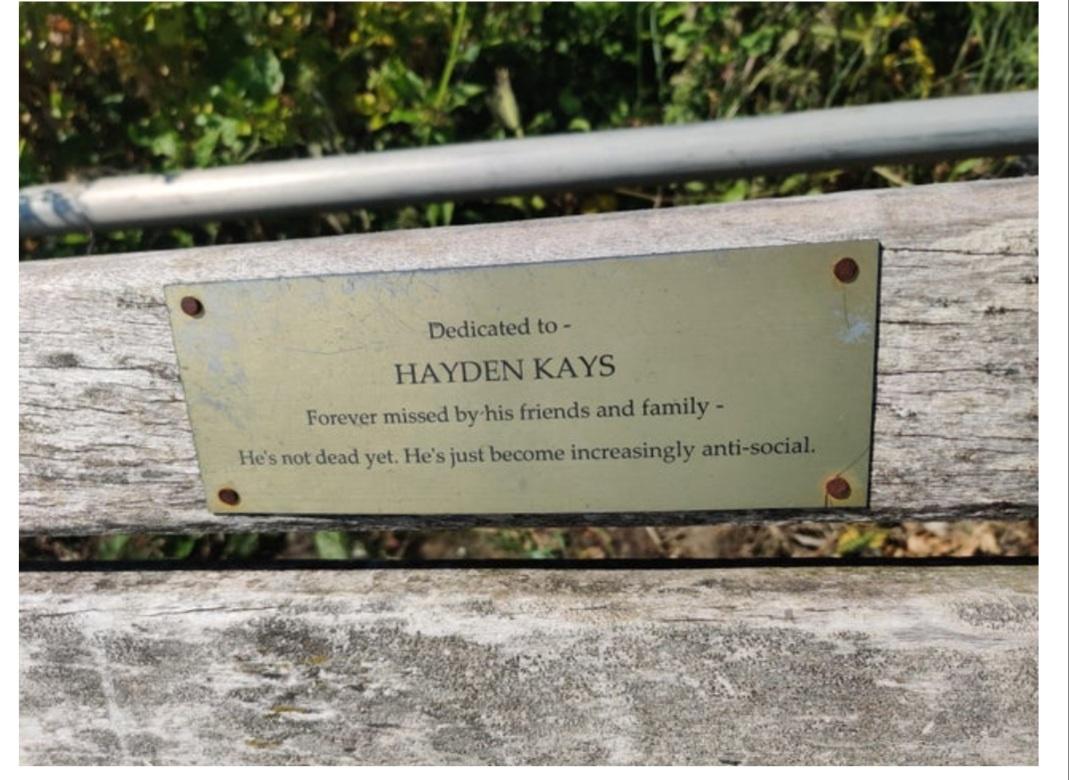 Dedicated to -
HAYDEN KAYS
Forever missed by his friends and family -
He's not dead yet. He's just become increasingly anti-social.